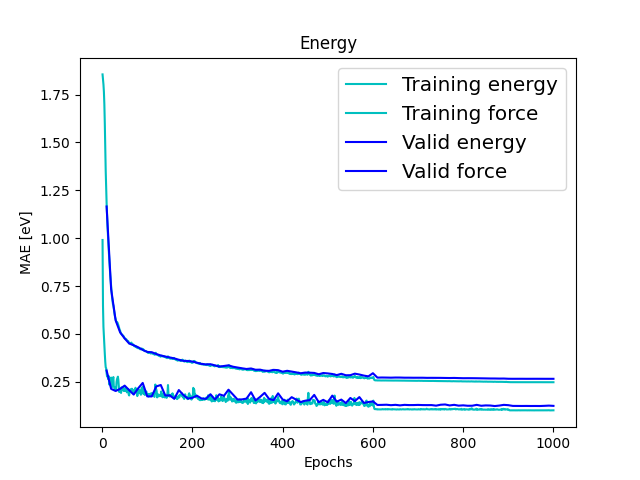 Energy
Training energy
Training force
Valid energy
Valid force
MAE [eV]
1.75
1.50
1.25
1.00
0.75
0.50
0.25
0
200
400
600
800
1000
Epochs